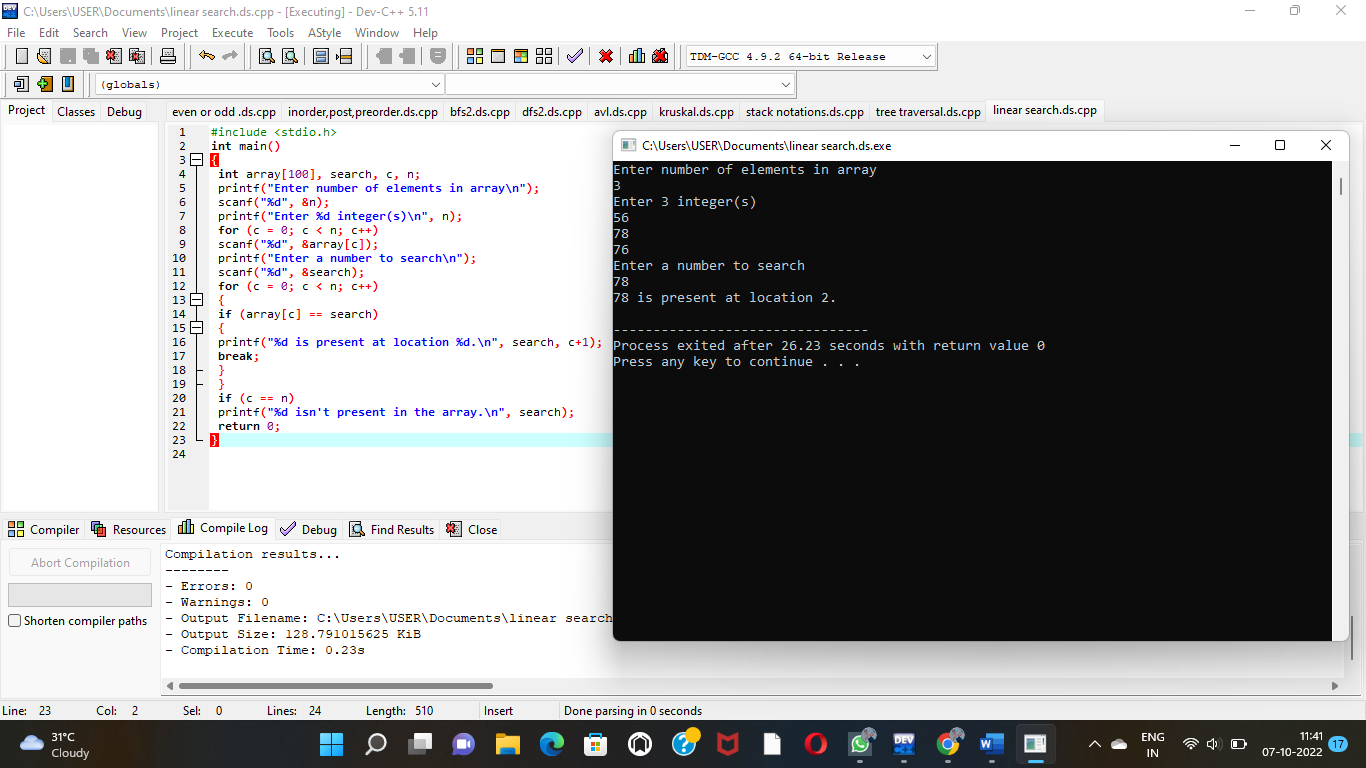 C:\Users\USER\Documents\linear search.ds.cpp - [Executing] - Dev-C++ 5.11
File Edit Search View Project Execute Tools AStyle Window Help
TDM-GCC 4.9.2 64-bit Release
(globals)
Project Classes Debug
even or odd .ds.cpp inorder,post,preorder.ds.cpp bfs2.ds.cpp dfs2.ds.cpp avl.ds.cpp kruskal.ds.cpp stack notations.ds.cpp tree traversal.ds.cpp linear search.ds.cpp
1 #include <stdio.h>
2 int main()
3 {
4 int array[100], search, c, n;
5 printf("Enter number of elements in array\n");
6 scanf("%d", &n);
7 printf("Enter %d integer(s)\n", n);
8 for (c = 0; c < n; c++)
9 scanf("%d", &array[c]);
10 printf("Enter a number to search\n");
11 scanf("%d", &search);
12 for (c = 0; c < n; c++)
13 {
14 if (array[c] == search)
15 {
16 printf("%d is present at location %d.\n", search, c+1);
17 break;
18 }
19 }
20 if (c == n)
21 printf("%d isn't present in the array.\n", search);
22 return 0;
23 }
24
C:\Users\USER\Documents\linear search.ds.exe
Enter number of elements in array
3
Enter 3 integer(s)
56
78
76
Enter a number to search
78
78 is present at location 2.
--------------------------------
Process exited after 26.23 seconds with return value 0
Press any key to continue . . .
Compiler Resources Compile Log Debug Find Results Close
Abort Compilation
Shorten compiler paths
Compilation results...
--------
- Errors: 0
- Warnings: 0
- Output Filename: C:\Users\USER\Documents\linear search
- Output Size: 128.791015625 KiB
- Compilation Time: 0.23s
Line: 23 Col: 2 Sel: 0 Lines: 24 Length: 510 Insert Done parsing in 0 seconds
31°C
Cloudy
DEV
W
ENG
IN
11:41
07-10-2022
17